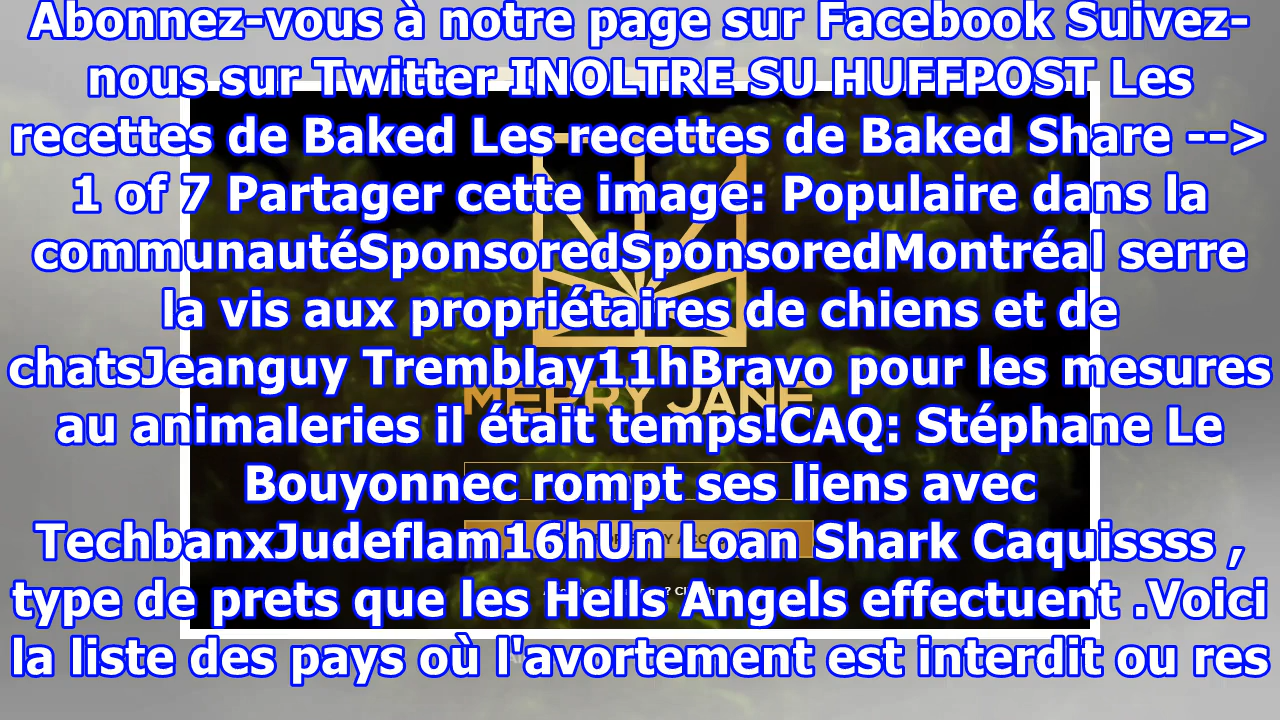 Abonnez-vous à notre page sur Facebook Suivez-
nous sur Twitter INOLTRE SU HUFFPOST Les
recettes de Baked Les recettes de Baked Share -->
1 of 7 Partager cette image: Populaire dans la
communautéSponsoredSponsoredMontréal serre
la vis aux propriétaires de chiens et de
chatsJeanguy Tremblay11hBravo pour les mesures
MERRY JANE
au animaleries il était temps!CAQ: Stéphane Le
Bouyonnec rompt ses liens avec
TechbanxJudeflam16hUn Loan Shark Caquissss ,
type de prets que les Hells Angels effectuent .Voici
la liste des pays où l'avortement est interdit ou res